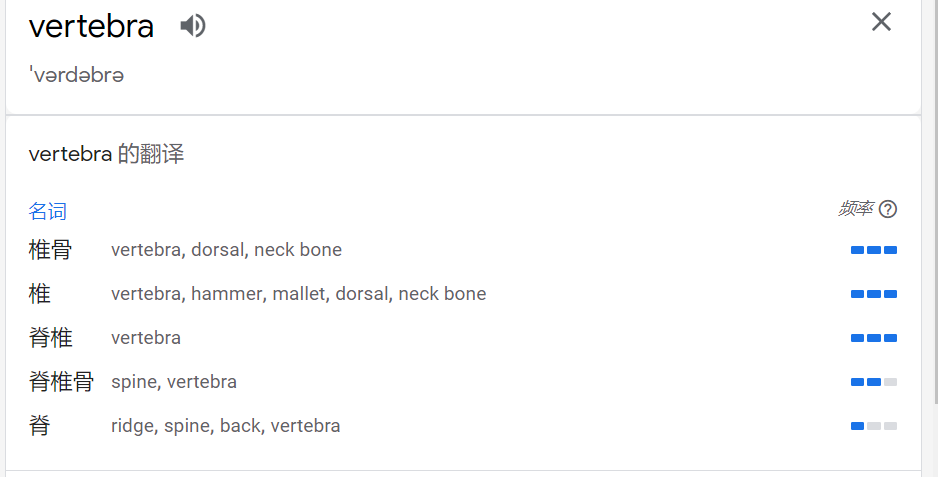 vertebra
ˈvərdəbrə
vertebra 的翻译
名词 频率
椎骨 vertebra, dorsal, neck bone
椎 vertebra, hammer, mallet, dorsal, neck bone
脊椎 vertebra
脊椎骨 spine, vertebra
脊 ridge, spine, back, vertebra